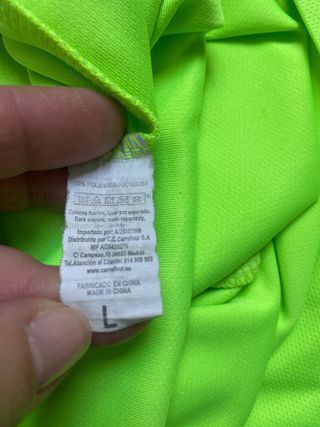 100% POLIESTER-POLYESTER
Colores fuertes, lavar por separado.
Dark colours, wash separately.
Importado por: A/28557508
Distribuido por C.C.Carrefour S.A
NIF A/28425270
C/ Campezo,16 28022 Madrid
Tel.Atención al Cliente: 914 908 900
www.carrefour.es
FABRICADO EN CHINA
MADE IN CHINA
L